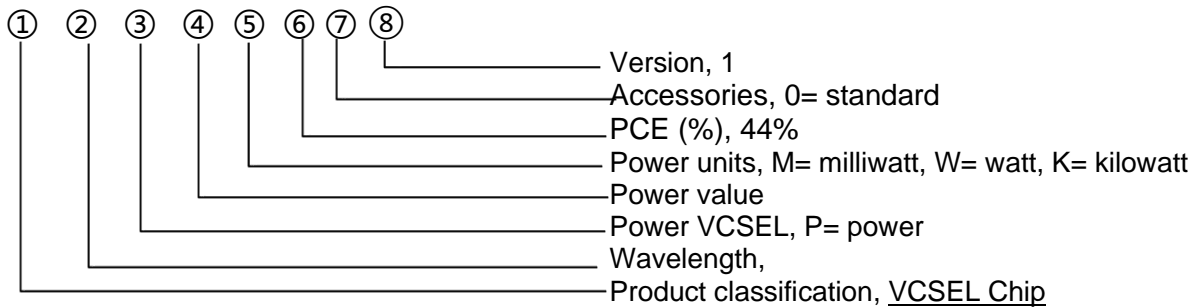 ① ② ③ ④ ⑤ ⑥ ⑦ ⑧
Version, 1
Accessories, 0= standard
PCE (%), 44%
Power units, M= milliwatt, W= watt, K= kilowatt
Power value
Power VCSEL, P= power
Wavelength,
Product classification, VCSEL Chip